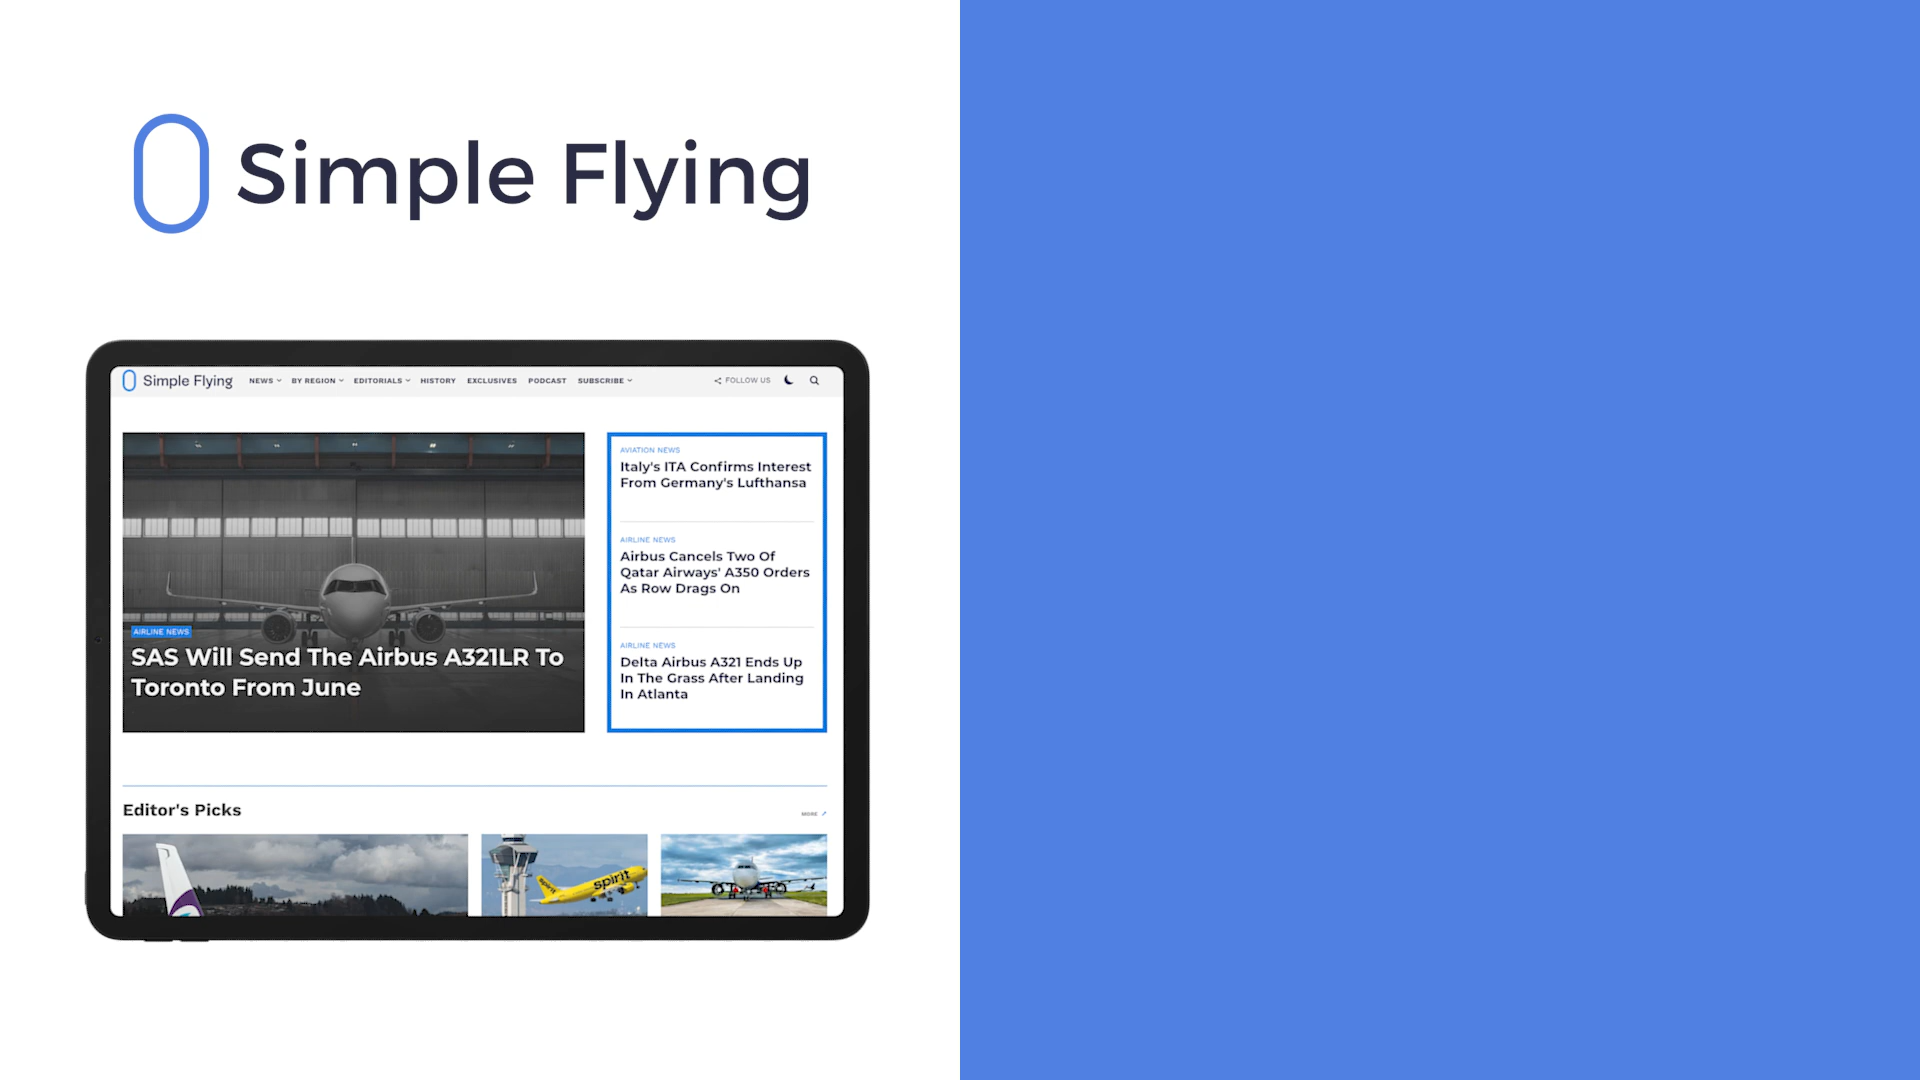 Simple Flying
Simple Flying
NEWS
BY REGION
EDITORIALS
HISTORY
EXCLUSIVES
PODCAST
SUBSCRIBE
FOLLOW US
AIRLINE NEWS
SAS Will Send The Airbus A321LR To
Toronto From June
AVIATION NEWS
Italy's ITA Confirms Interest
From Germany's Lufthansa
AIRLINE NEWS
Airbus Cancels Two Of
Qatar Airways' A350 Orders
As Row Drags On
AIRLINE NEWS
Delta Airbus A321 Ends Up
In The Grass After Landing
In Atlanta
Editor's Picks
MORE
spirit
spirit